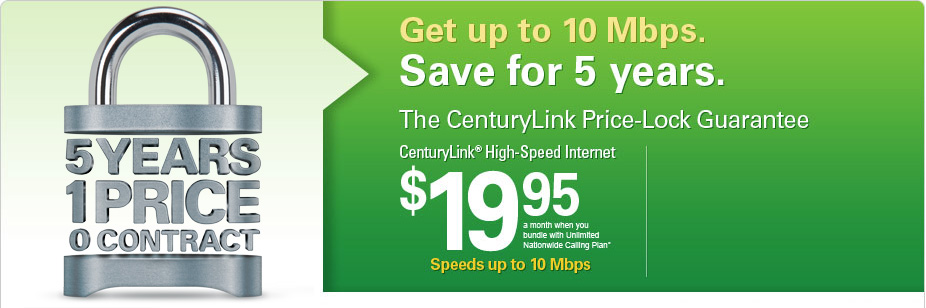 5 YEARS
1 PRICE
0 CONTRACT
Get up to 10 Mbps.
Save for 5 years.
The CenturyLink Price-Lock Guarantee
CenturyLink® High-Speed Internet
$19.95
a month when you
bundle with Unlimited
Nationwide Calling Plan*
Speeds up to 10 Mbps